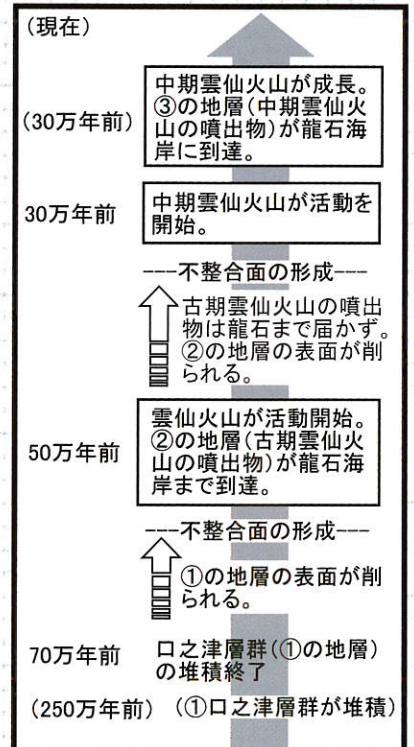 (現在)
中期雲仙火山が成長。
③の地層(中期雲仙火
山の噴出物)が龍石海
岸に到達。
(30万年前)
30万年前
中期雲仙火山が活動を
開始。
---不整合面の形成---
古期雲仙火山の噴出
物は龍石まで届かず。
②の地層の表面が削
られる。
50万年前
雲仙火山が活動開始。
②の地層(古期雲仙火
山の噴出物)が龍石海
岸まで到達。
---不整合面の形成---
①の地層の表面が削
られる。
70万年前
口之津層群(①の地層)
の堆積終了
(250万年前)
(①口之津層群が堆積)